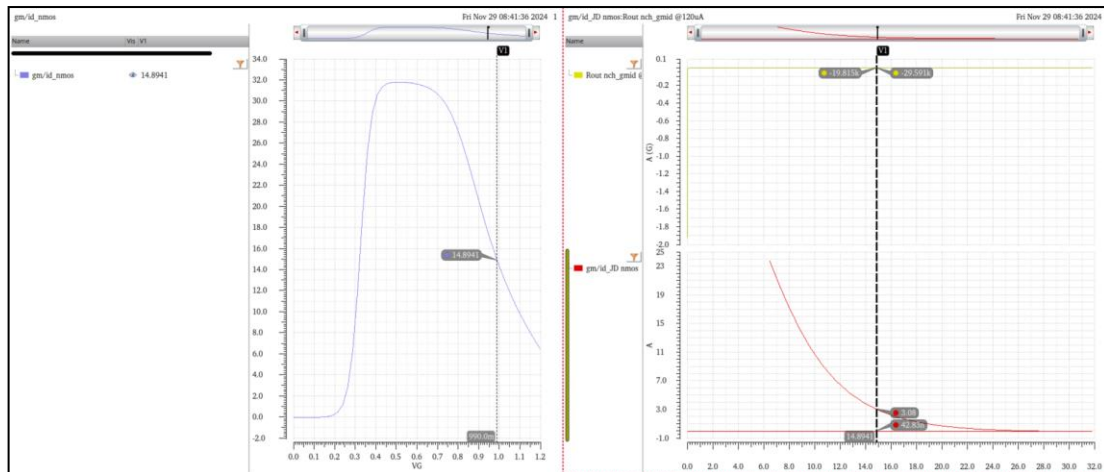 gm/id_nmos
Fri Nov 29 08:41:36 2024 1
Name Vis V1
gm/id_nmos 14.8941
V1
34.0
32.0
30.0
28.0
26.0
24.0
22.0
20.0
18.0
16.0
14.0
12.0
10.0
8.0
6.0
4.0
2.0
0.0
-2.0
14.8941
990.0m
0.0 0.1 0.2 0.3 0.4 0.5 0.6 0.7 0.8 0.9 1.0 1.1 1.2
VG
gm/id_JD nmos:Rout nch_gmid @120uA
Fri Nov 29 08:41:36 2024
Name
V1
Rout nch_gmid @
0.1
-0.2
-0.4
-0.6
-0.8
-1.0
-1.2
-1.4
-1.6
-1.8
-2.0
A (G)
-19.815k
-29.591k
gm/id_JD nmos
25
23
19
15
11
7.0
3.0
-1.0
A
3.08
42.83n
14.8941
0.0 2.0 4.0 6.0 8.0 10.0 12.0 14.0 16.0 18.0 20.0 22.0 24.0 26.0 28.0 30.0 32.0